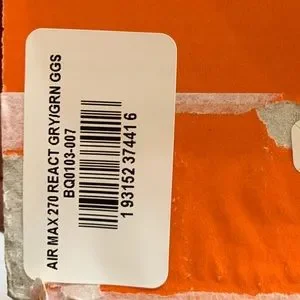 AIR MAX 270 REACT GRY/GRN GGS
BQ0103-007
1 93152 37441 6